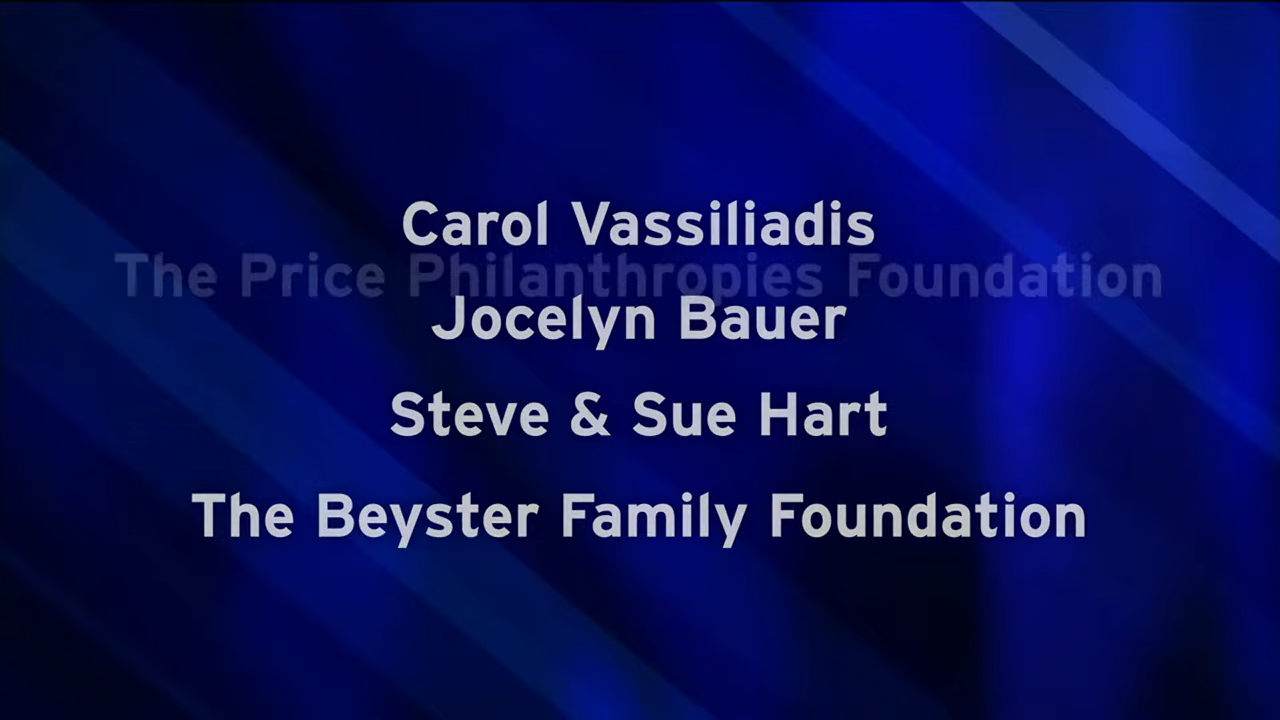 Carol Vassiliadis
The Price Philanthropies Foundation
Jocelyn Bauer
Steve & Sue Hart
The Beyster Family Foundation